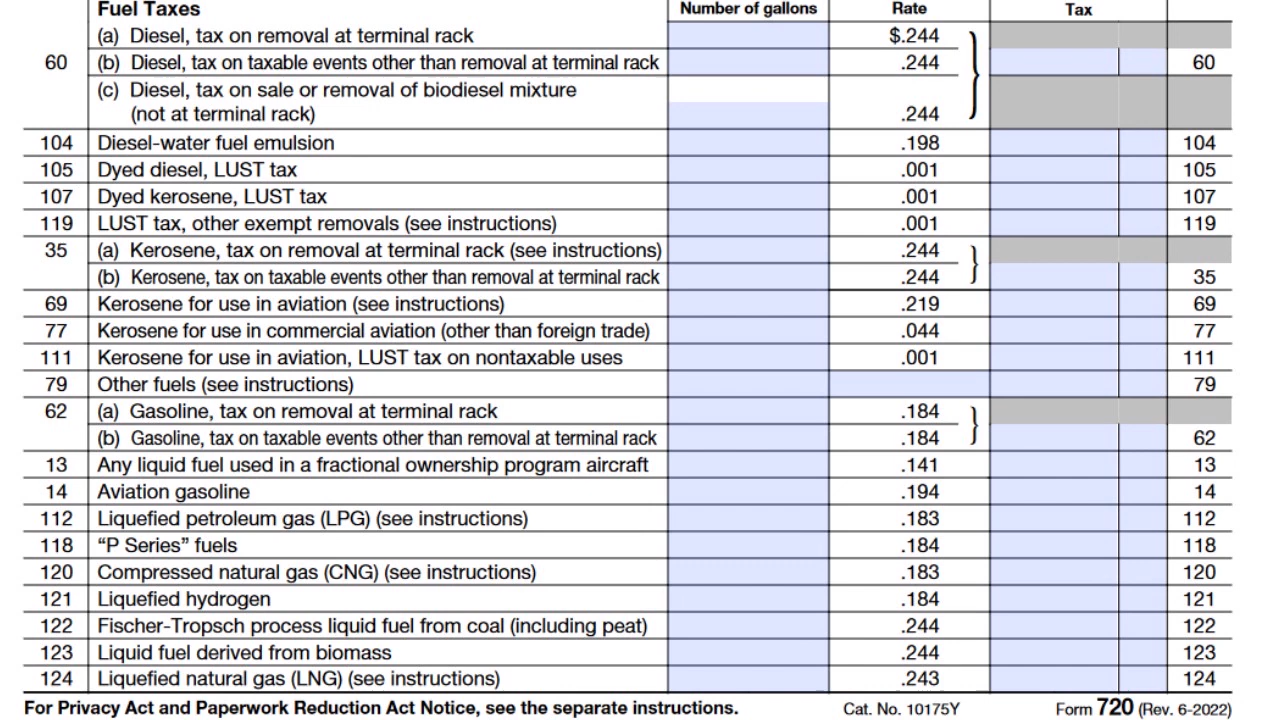 Fuel Taxes Number of gallons Rate Tax
(a) Diesel, tax on removal at terminal rack $.244
60 (b) Diesel, tax on taxable events other than removal at terminal rack .244 } 60
(c) Diesel, tax on sale or removal of biodiesel mixture
(not at terminal rack) .244
104 Diesel-water fuel emulsion .198 104
105 Dyed diesel, LUST tax .001 105
107 Dyed kerosene, LUST tax .001 107
119 LUST tax, other exempt removals (see instructions) .001 119
35 (a) Kerosene, tax on removal at terminal rack (see instructions) .244 }
(b) Kerosene, tax on taxable events other than removal at terminal rack .244 35
69 Kerosene for use in aviation (see instructions) .219 69
77 Kerosene for use in commercial aviation (other than foreign trade) .044 77
111 Kerosene for use in aviation, LUST tax on nontaxable uses .001 111
79 Other fuels (see instructions) 79
62 (a) Gasoline, tax on removal at terminal rack .184 }
(b) Gasoline, tax on taxable events other than removal at terminal rack .184 62
13 Any liquid fuel used in a fractional ownership program aircraft .141 13
14 Aviation gasoline .194 14
112 Liquefied petroleum gas (LPG) (see instructions) .183 112
118 “P Series” fuels .184 118
120 Compressed natural gas (CNG) (see instructions) .183 120
121 Liquefied hydrogen .184 121
122 Fischer-Tropsch process liquid fuel from coal (including peat) .244 122
123 Liquid fuel derived from biomass .244 123
124 Liquefied natural gas (LNG) (see instructions) .243 124
For Privacy Act and Paperwork Reduction Act Notice, see the separate instructions. Cat. No. 10175Y Form 720 (Rev. 6-2022)